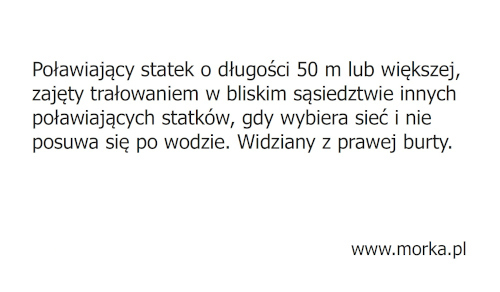 Poławiający statek o długości 50 m lub większej,
zajęty trałowaniem w bliskim sąsiedztwie innych
poławiających statków, gdy wybiera sieć i nie
posuwa się po wodzie. Widziany z prawej burty.
www.morka.pl